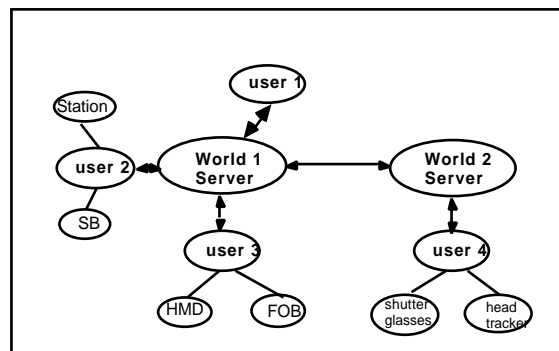 user 1
Station
user 2
World 1
Server
World 2
Server
SB
user 3
user 4
HMD
FOB
shutter
glasses
head
tracker